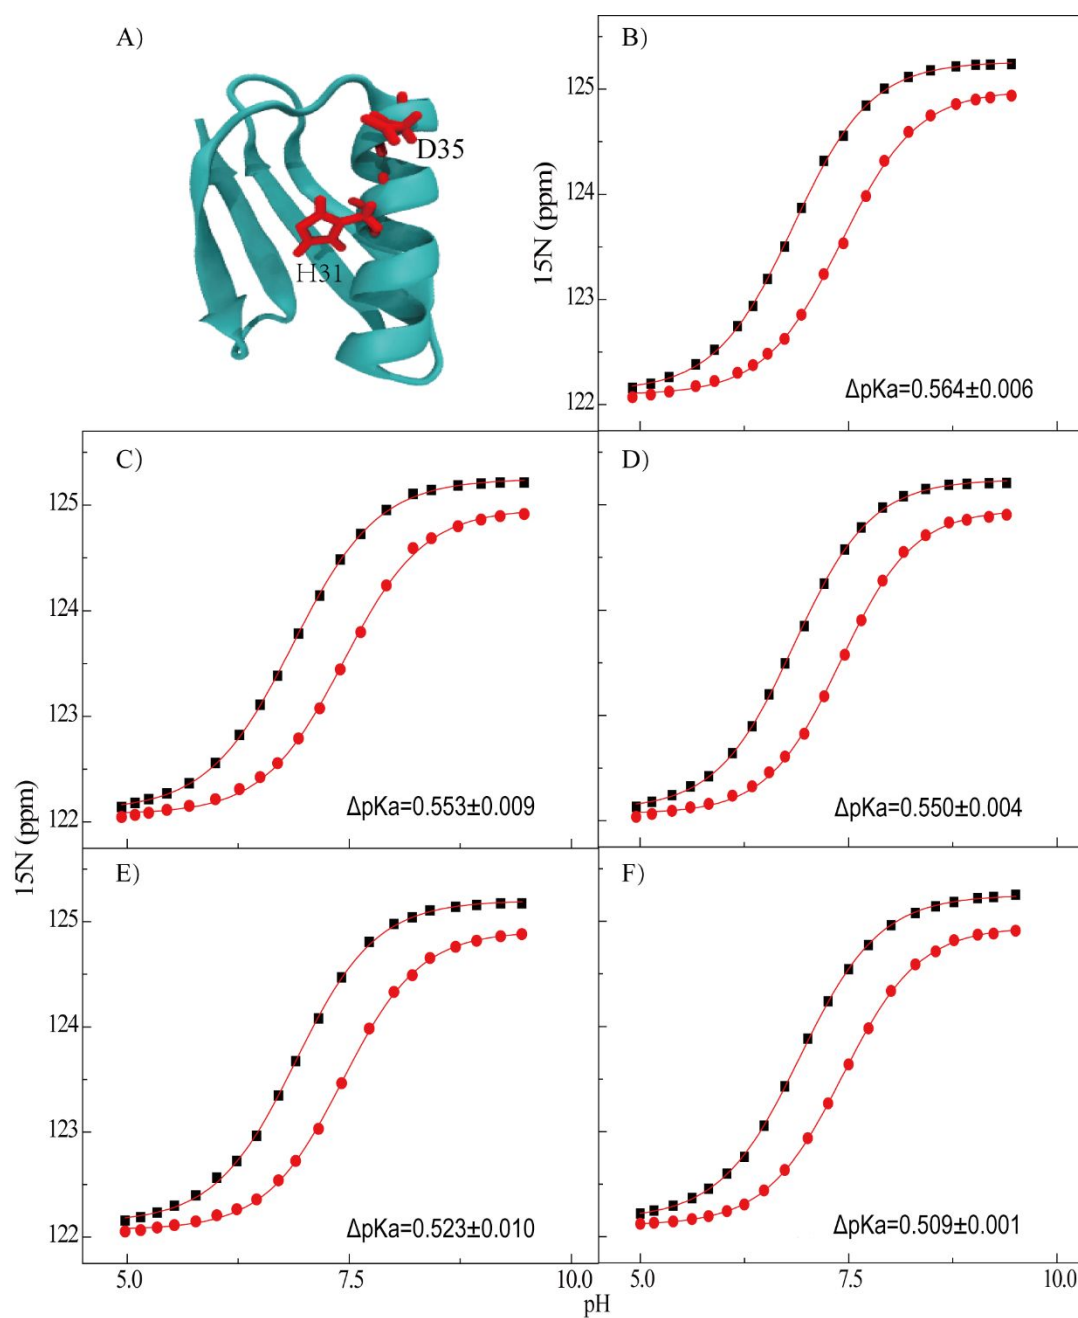 A)
D35
H31
B)
125
124
123
122
15N (ppm)
ΔpKa=0.564±0.006
C)
125
124
123
122
ΔpKa=0.553±0.009
D)
ΔpKa=0.550±0.004
15N (ppm)
E)
125
124
123
122
ΔpKa=0.523±0.010
F)
ΔpKa=0.509±0.001
5.0 7.5 10.0 5.0 7.5 10.0
pH